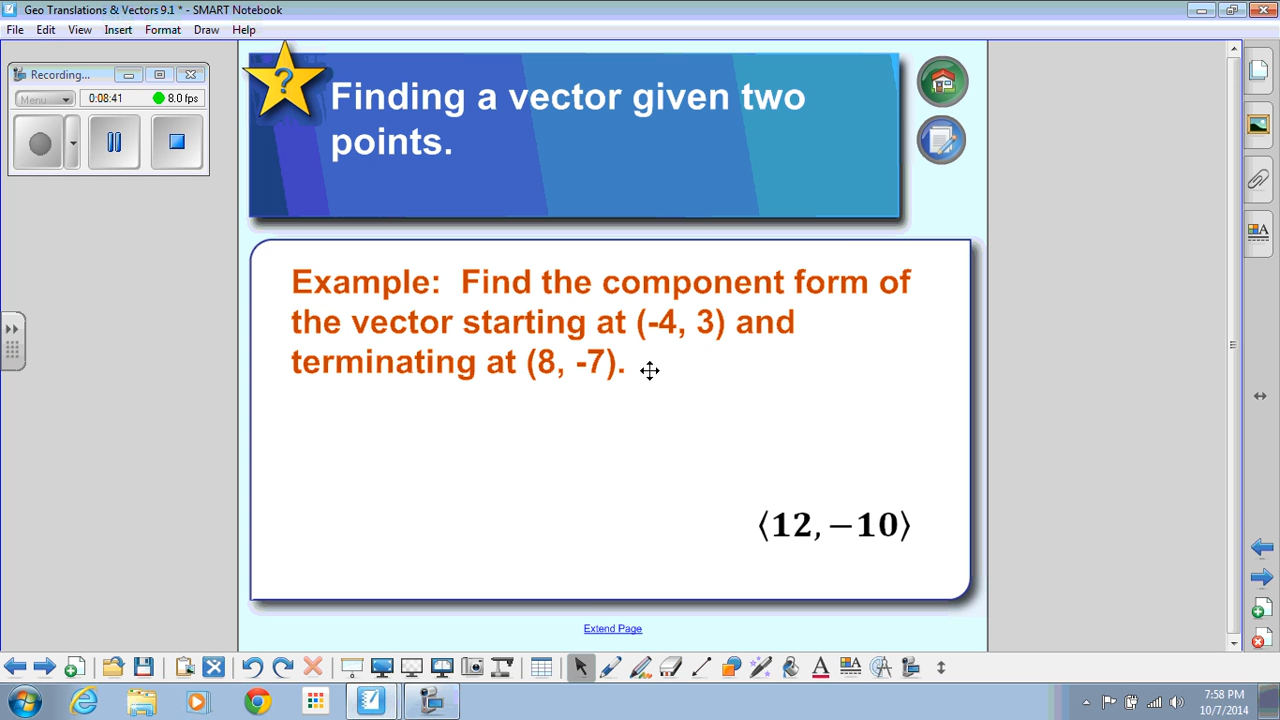 Geo Translations & Vectors 9.1 * - SMART Notebook
File Edit View Insert Format Draw Help
Recording...
Menu 0:08:41 8.0 fps
?
Finding a vector given two
points.
Example: Find the component form of
the vector starting at (-4, 3) and
terminating at (8, -7).
⟨12, −10⟩
Extend Page
7:58 PM
10/7/2014